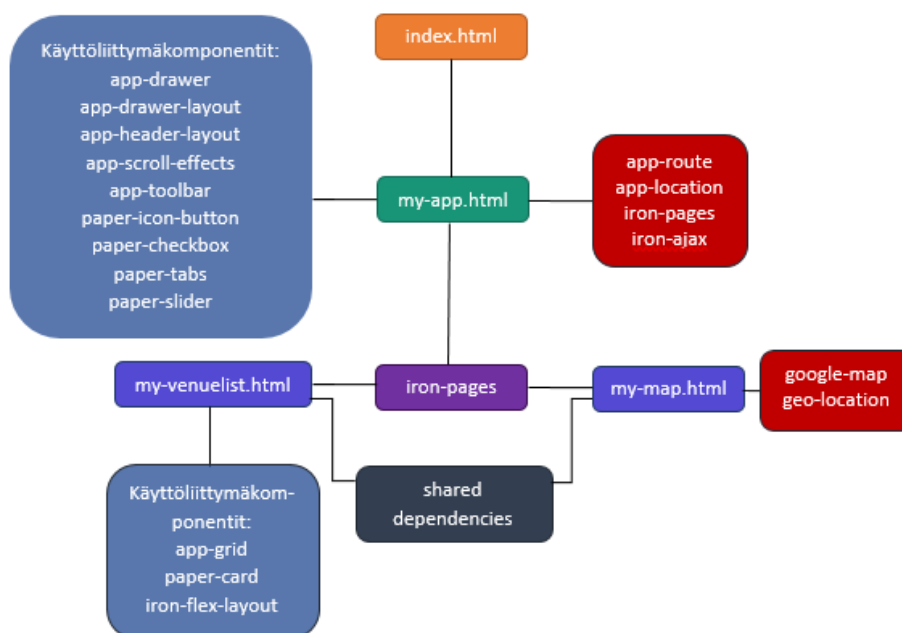 index.html
Käyttöliittymäkomponentit:
app-drawer
app-drawer-layout
app-header-layout
app-scroll-effects
app-toolbar
paper-icon-button
paper-checkbox
paper-tabs
paper-slider
my-app.html
app-route
app-location
iron-pages
iron-ajax
my-venuelist.html
iron-pages
my-map.html
google-map
geo-location
Käyttöliittymäkom-
ponentit:
app-grid
paper-card
iron-flex-layout
shared
dependencies